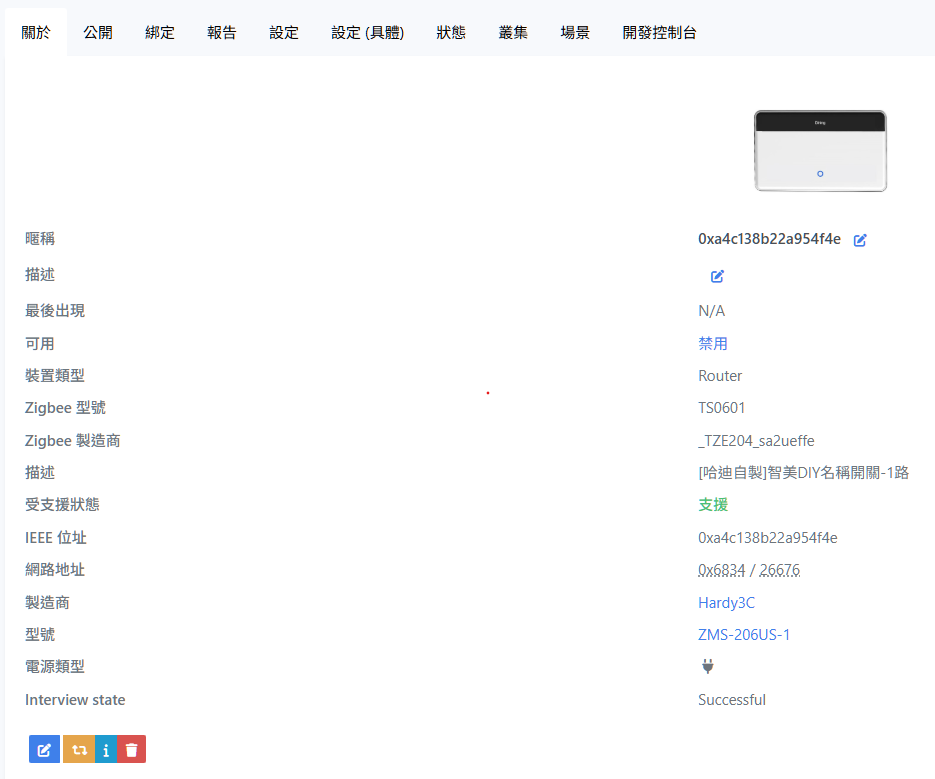 關於 公開 綁定 報告 設定 設定 (具體) 狀態 叢集 場景 開發控制台
暱稱 0xa4c138b22a954f4e
描述
最後出現 N/A
可用 禁用
裝置類型 Router
Zigbee 型號 TS0601
Zigbee 製造商 _TZE204_sa2ueffe
描述 [哈迪自製]智美DIY名稱開關-1路
受支援狀態 支援
IEEE 位址 0xa4c138b22a954f4e
網路地址 0x6834 / 26676
製造商 Hardy3C
型號 ZMS-206US-1
電源類型
Interview state Successful